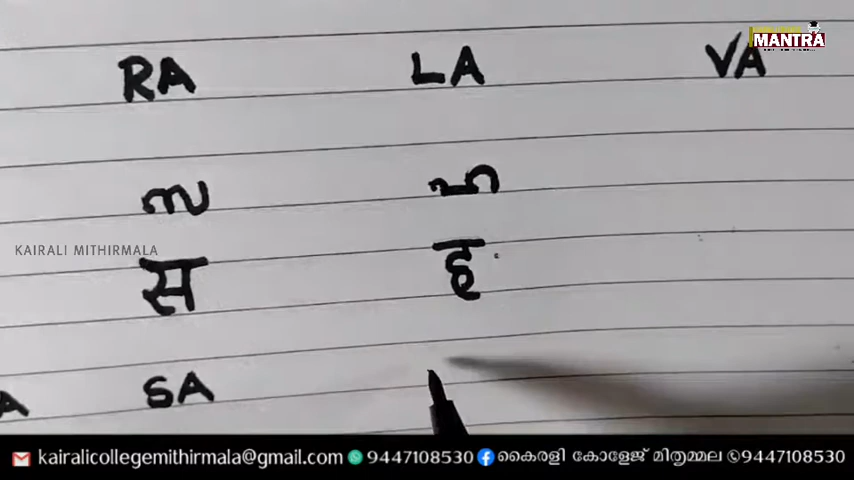 MANTRA
RA LA VA
സ ഹ
KAIRALI MITHIRMALA
स ह
A SA
kairalicollegemithirmala@gmail.com 9447108530 കൈരളി കോളേജ് മിതൃമ്മല 9447108530